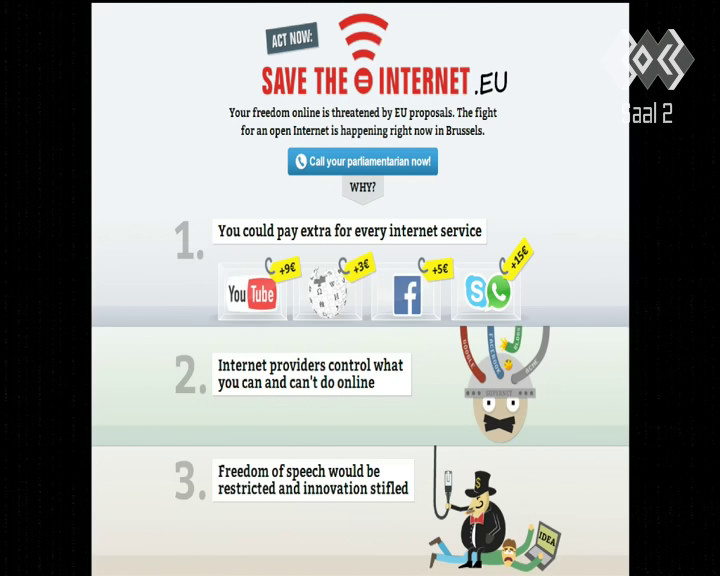 ACT NOW:
SAVE THE INTERNET .EU
Your freedom online is threatened by EU proposals. The fight
for an open Internet is happening right now in Brussels.
Call your parliamentarian now!
WHY?
1. You could pay extra for every internet service
+9€ +3€ +5€ +15€
YouTube
2. Internet providers control what
you can and can't do online
GOOGLE FACEBOOK
3. Freedom of speech would be
restricted and innovation stifled
$
IDEA
Saal 2